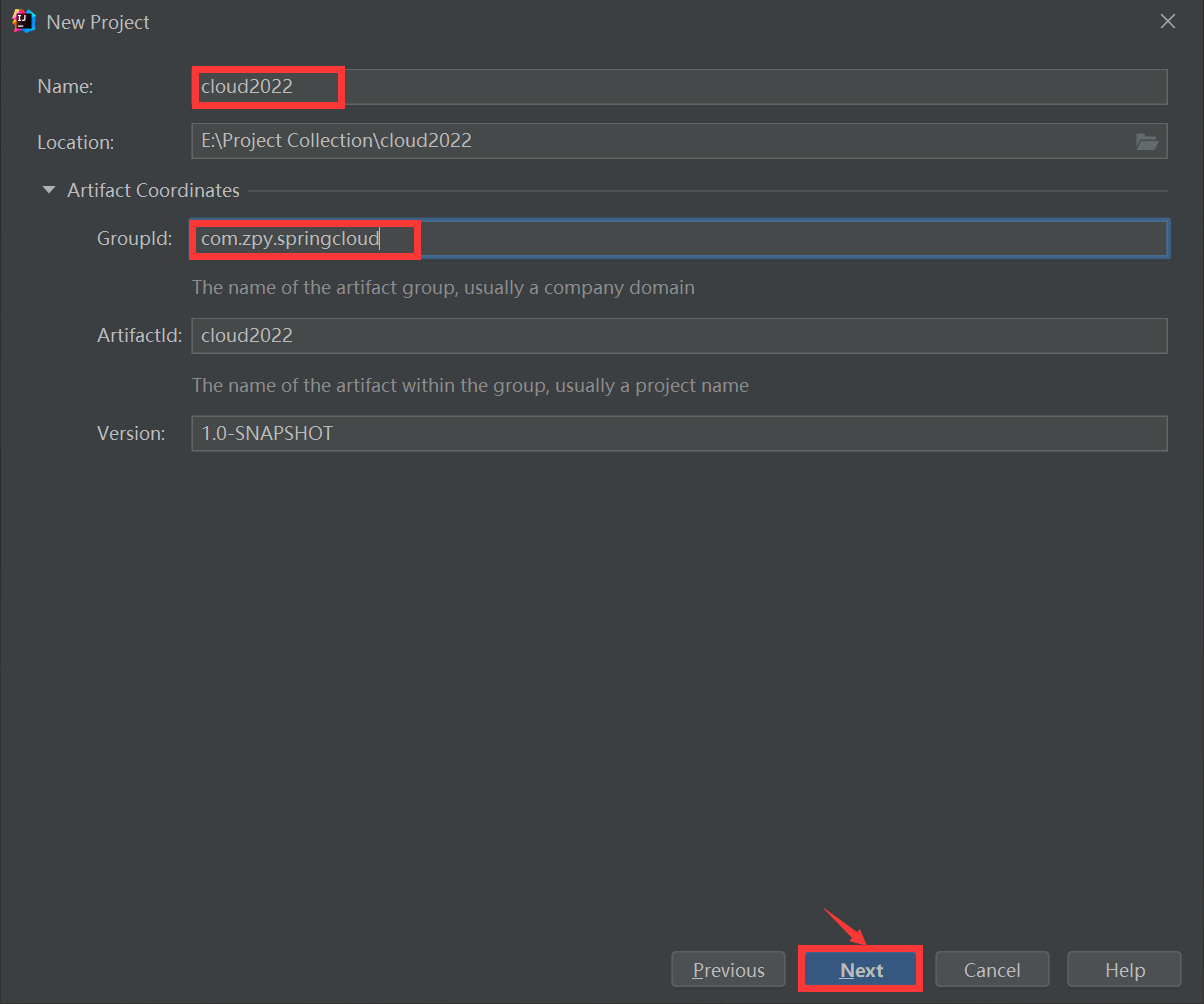 New Project
Name: cloud2022
Location: E:\Project Collection\cloud2022
Artifact Coordinates
GroupId: com.zpy.springcloud
The name of the artifact group, usually a company domain
ArtifactId: cloud2022
The name of the artifact within the group, usually a project name
Version: 1.0-SNAPSHOT
Previous Next Cancel Help